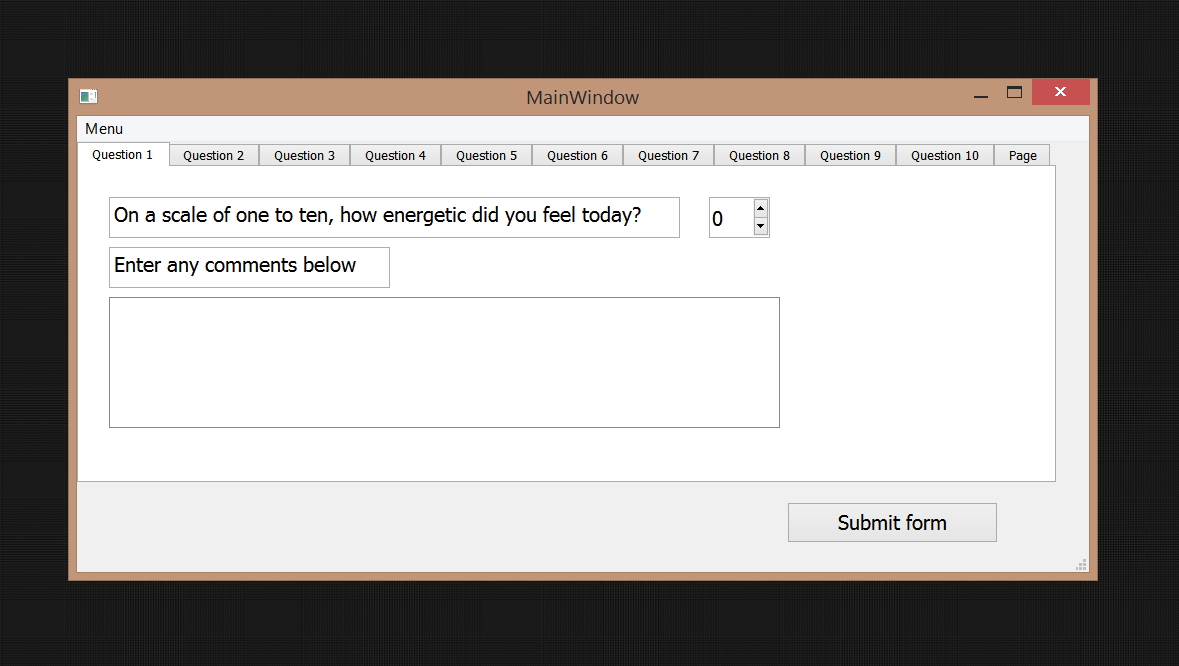 MainWindow
Menu
Question 1 Question 2 Question 3 Question 4 Question 5 Question 6 Question 7 Question 8 Question 9 Question 10 Page
On a scale of one to ten, how energetic did you feel today? 0
Enter any comments below
Submit form